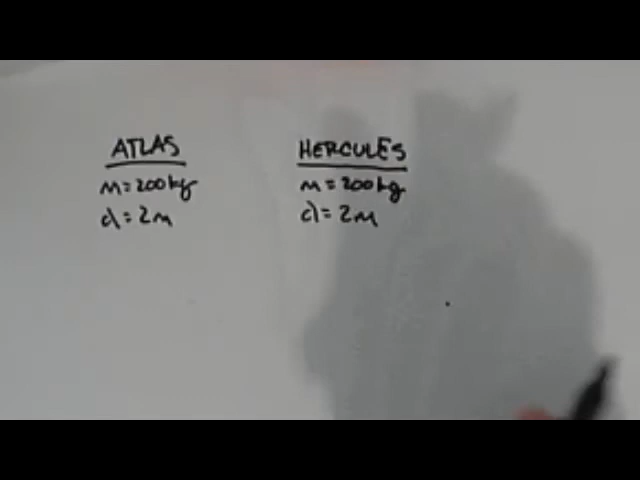 ATLAS
m=200kg
d=2m
HERCULES
m=200kg
d=2m